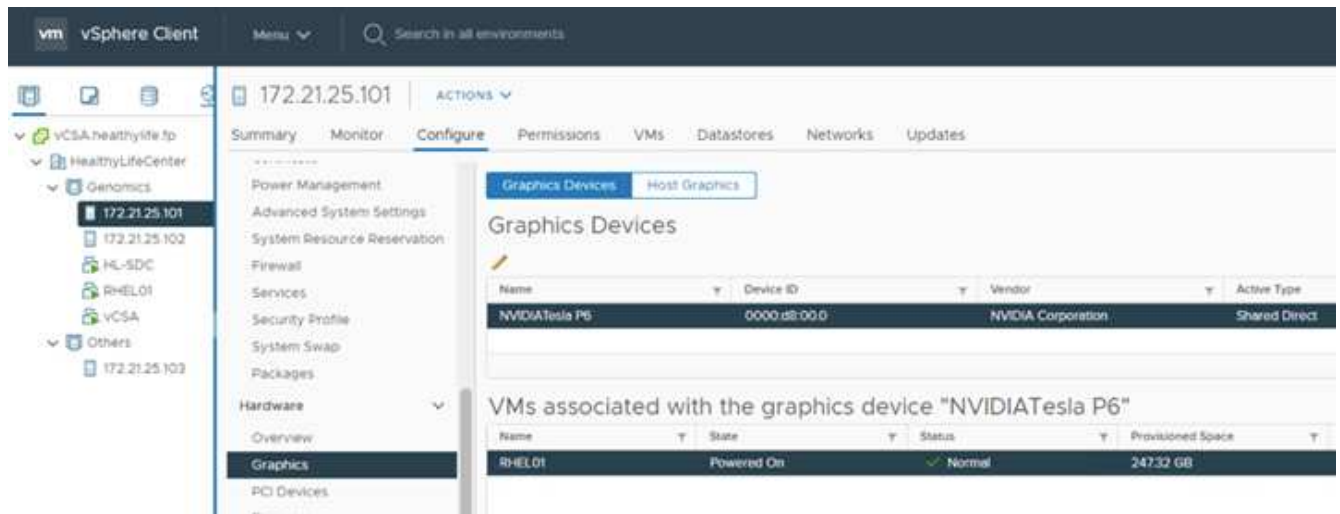 vm vSphere Client Menu Search in all environments
172.21.25.101 ACTIONS
vCSA.healthylife.fp
HealthyLifeCenter
Genomics
172.21.25.101
172.21.25.102
HL-SDC
RHEL01
vCSA
Others
172.21.25.103
Summary Monitor Configure Permissions VMs Datastores Networks Updates
Power Management
Advanced System Settings
System Resource Reservation
Firewall
Services
Security Profile
System Swap
Packages
Hardware
Overview
Graphics
PCI Devices
Graphics Devices Host Graphics
Graphics Devices
Name Device ID Vendor Active Type
NVIDIATesla P6 0000:d8:00.0 NVIDIA Corporation Shared Direct
VMs associated with the graphics device "NVIDIATesla P6"
Name State Status Provisioned Space
RHEL01 Powered On Normal 247.32 GB